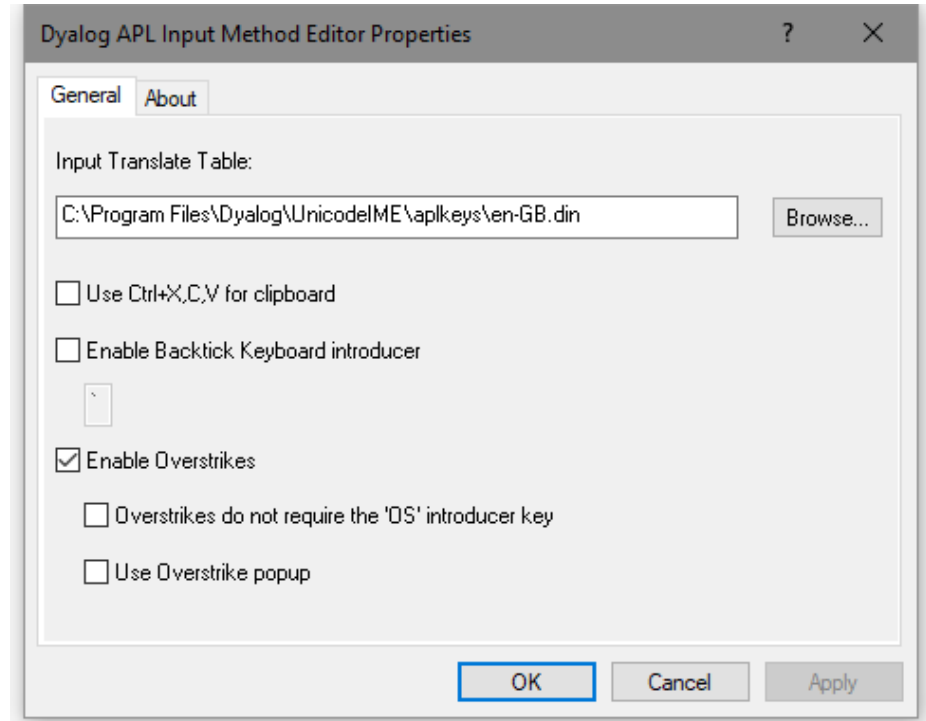 Dyalog APL Input Method Editor Properties ?
General About
Input Translate Table:
C:\Program Files\Dyalog\UnicodeIME\aplkeys\en-GB.din Browse...
Use Ctrl+X,C,V for clipboard
Enable Backtick Keyboard introducer
`
Enable Overstrikes
Overstrikes do not require the 'OS' introducer key
Use Overstrike popup
OK Cancel Apply